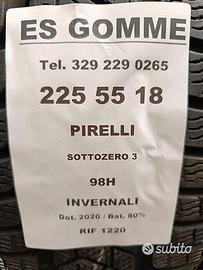 ES GOMME
Tel. 329 229 0265
225 55 18
PIRELLI
SOTTOZERO 3
98H
INVERNALI
Dot. 2020 / Bat. 80%
RIF 1220
subito